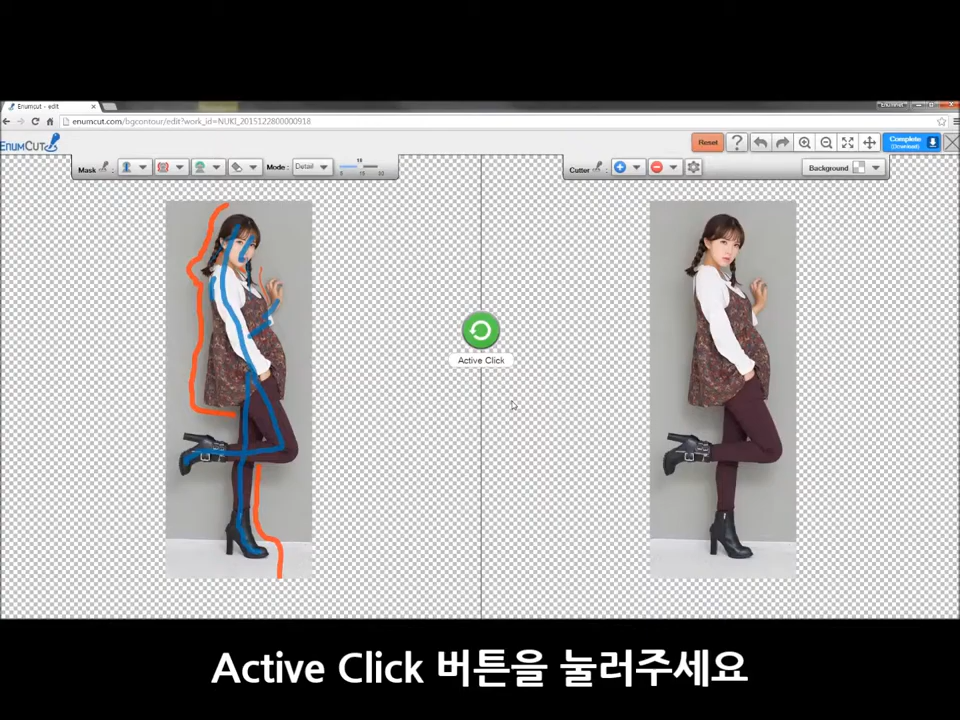 Enumcut - edit
enumcut.com/bgcontour/edit?work_id=NUKI_2015122800000918
ENUMCUT
Reset
?
Complete
(Download)
Mask :
Mode : Detail
18
Cutter :
Background
Active Click
Active Click 버튼을 눌러주세요